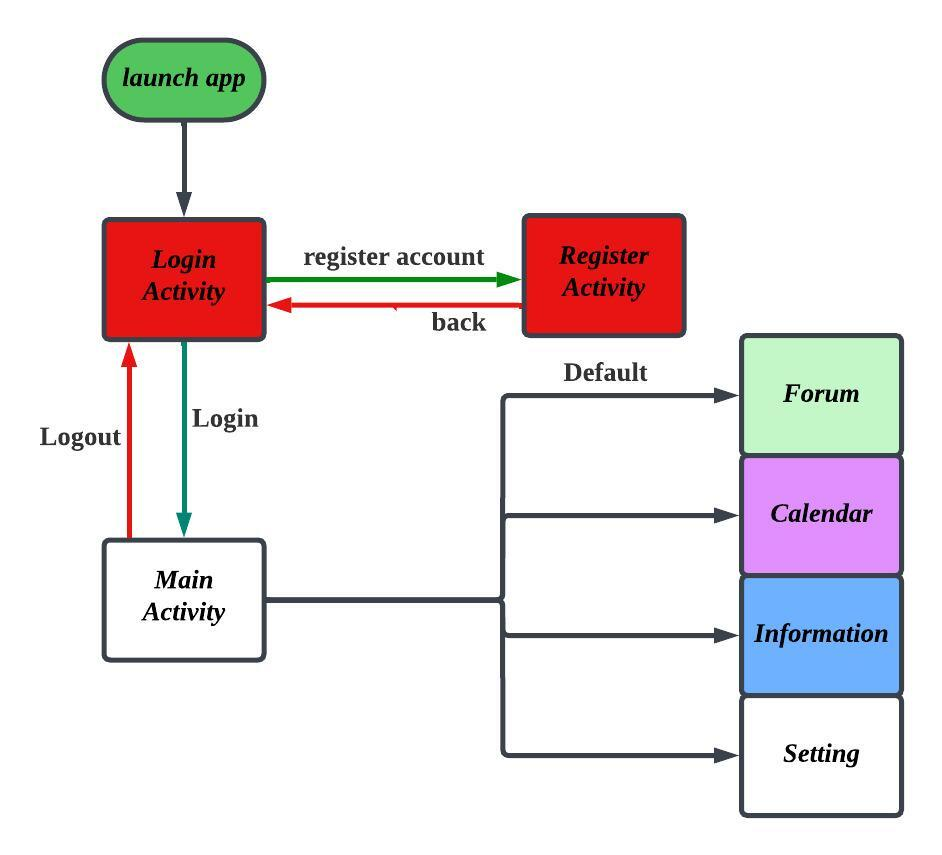 launch app
Login
Activity
register account
Register
Activity
back
Default
Forum
Logout
Login
Calendar
Main
Activity
Information
Setting